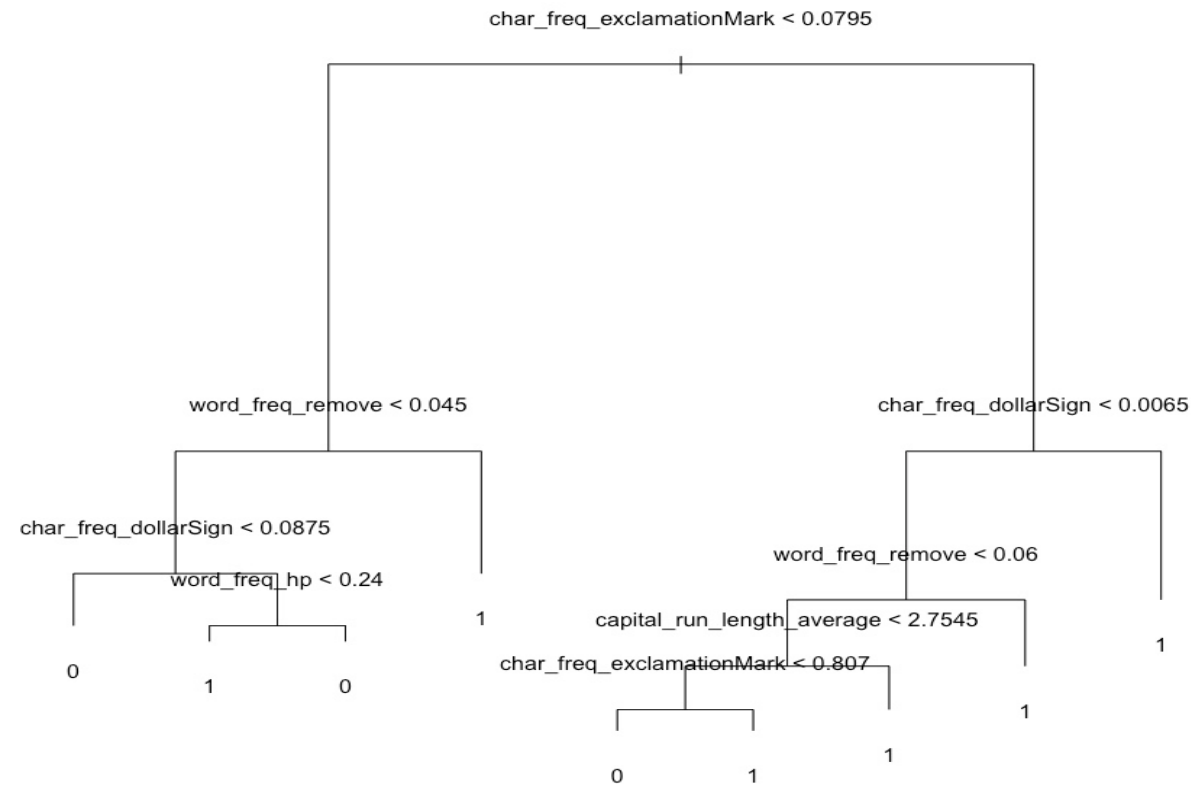 char_freq_exclamationMark < 0.0795
word_freq_remove < 0.045
char_freq_dollarSign < 0.0065
char_freq_dollarSign < 0.0875
word_freq_remove < 0.06
word_freq_hp < 0.24
capital_run_length_average < 2.7545
1
1
char_freq_exclamationMark < 0.807
0
1
0
1
1
0
1